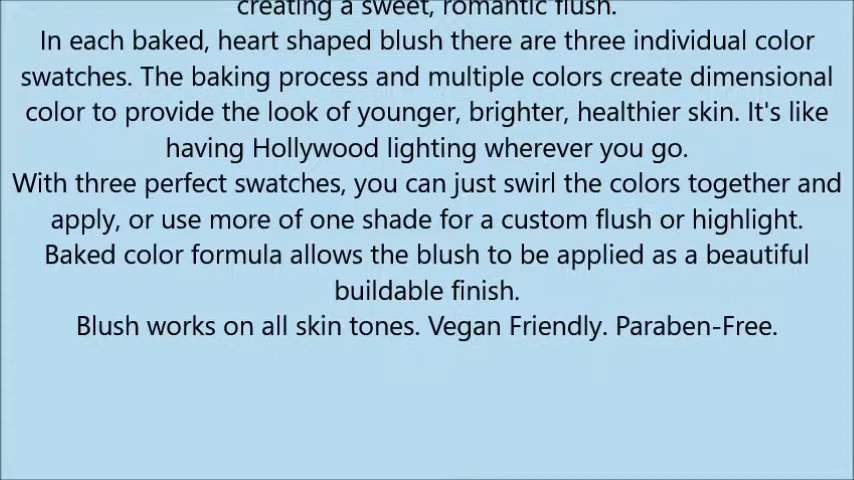 creating a sweet, romantic flush.
In each baked, heart shaped blush there are three individual color
swatches. The baking process and multiple colors create dimensional
color to provide the look of younger, brighter, healthier skin. It's like
having Hollywood lighting wherever you go.
With three perfect swatches, you can just swirl the colors together and
apply, or use more of one shade for a custom flush or highlight.
Baked color formula allows the blush to be applied as a beautiful
buildable finish.
Blush works on all skin tones. Vegan Friendly. Paraben-Free.